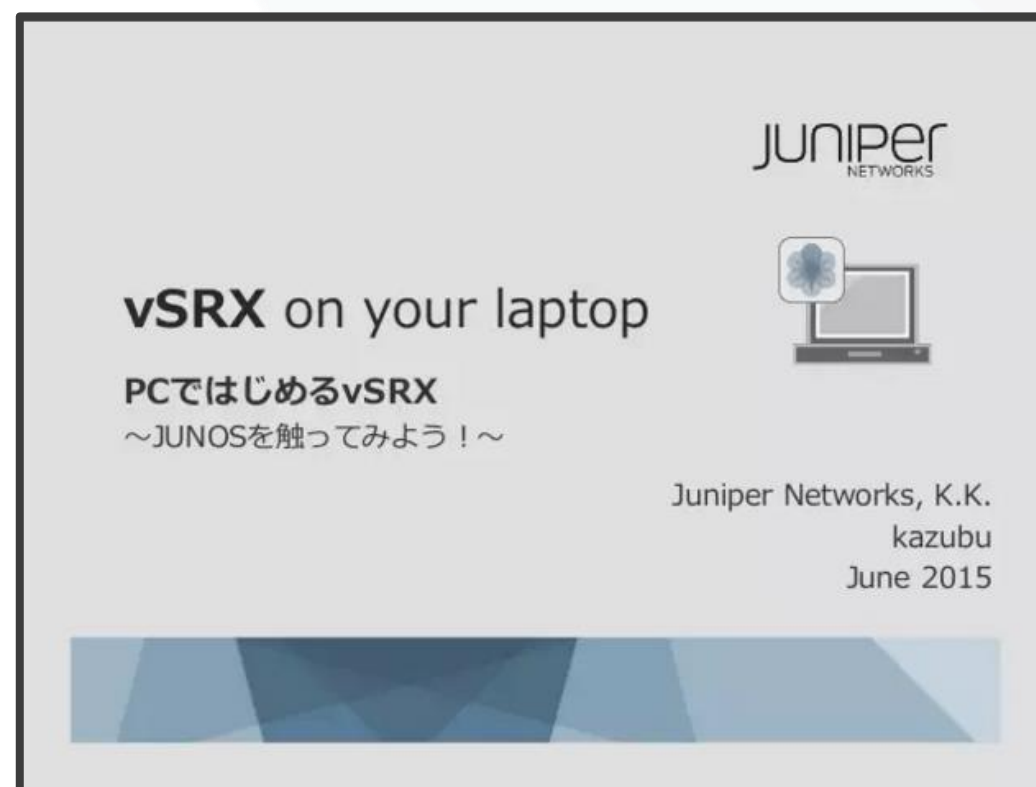 JUNIPER
NETWORKS
vSRX on your laptop
PCではじめるvSRX
～JUNOSを触ってみよう！～
Juniper Networks, K.K.
kazubu
June 2015